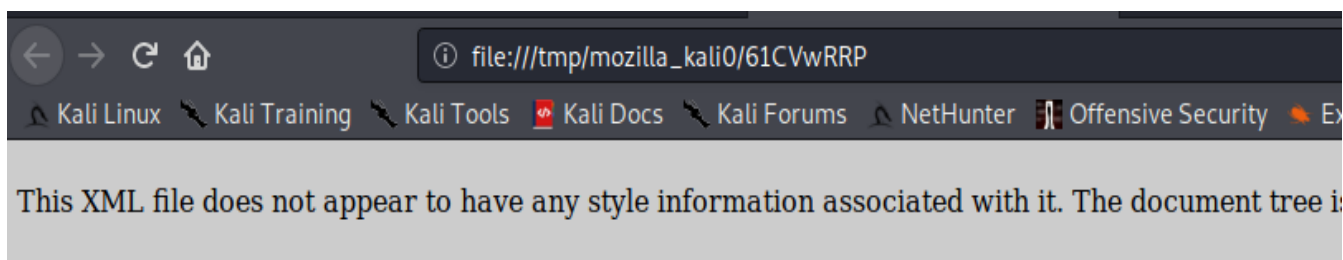 file:///tmp/mozilla_kali0/61CVwRRP
Kali Linux Kali Training Kali Tools Kali Docs Kali Forums NetHunter Offensive Security Ex
This XML file does not appear to have any style information associated with it. The document tree is